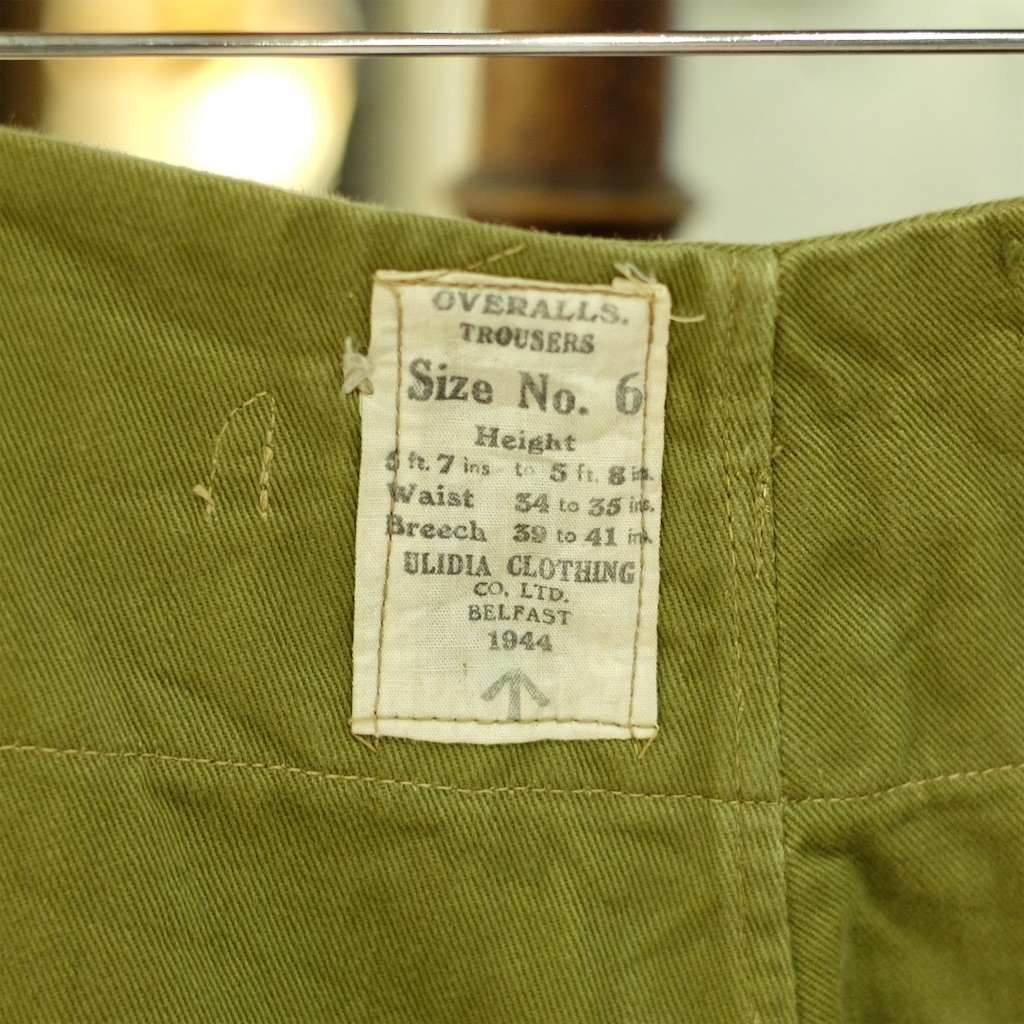 OVERALLS.
TROUSERS
Size No. 6
Height
5 ft. 7 ins to 5 ft. 8 ins.
Waist 34 to 35 ins.
Breech 39 to 41 ins.
ULIDIA CLOTHING
CO. LTD.
BELFAST
1944